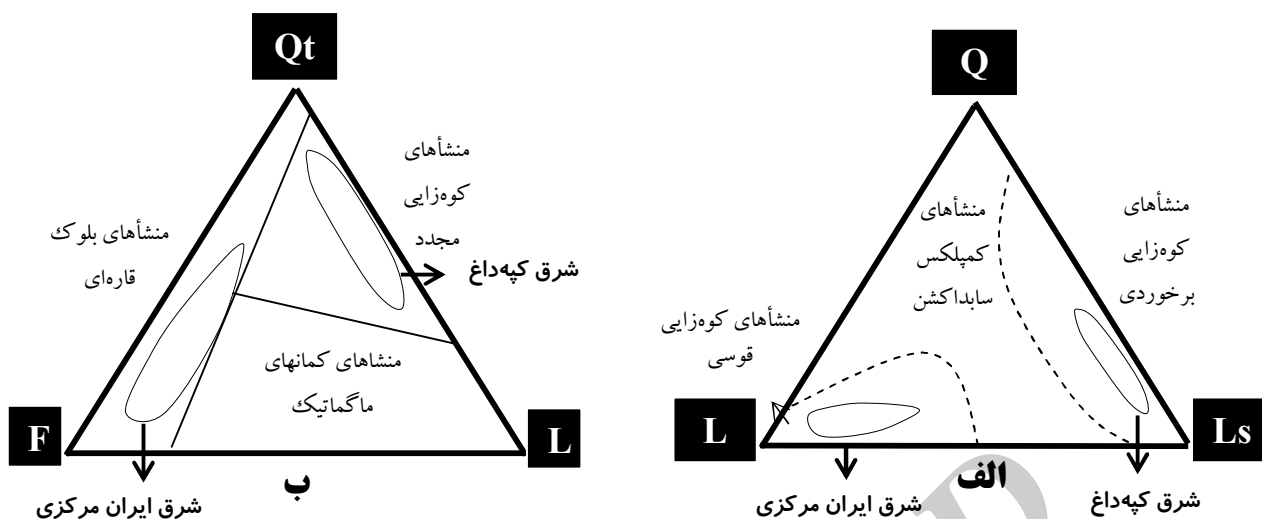 Q
منشأهای
کوه‌زایی
برخوردی
منشأهای
کمپلکس
سابداکشن
منشأهای کوه‌زایی
قوسی
L
Ls
الف
شرق کپه‌داغ
شرق ایران مرکزی
Qt
منشأهای
کوه‌زایی
مجدد
شرق کپه‌داغ
منشأهای بلوک
قاره‌ای
منشاهای کمانهای
ماگماتیک
F
L
ب
شرق ایران مرکزی